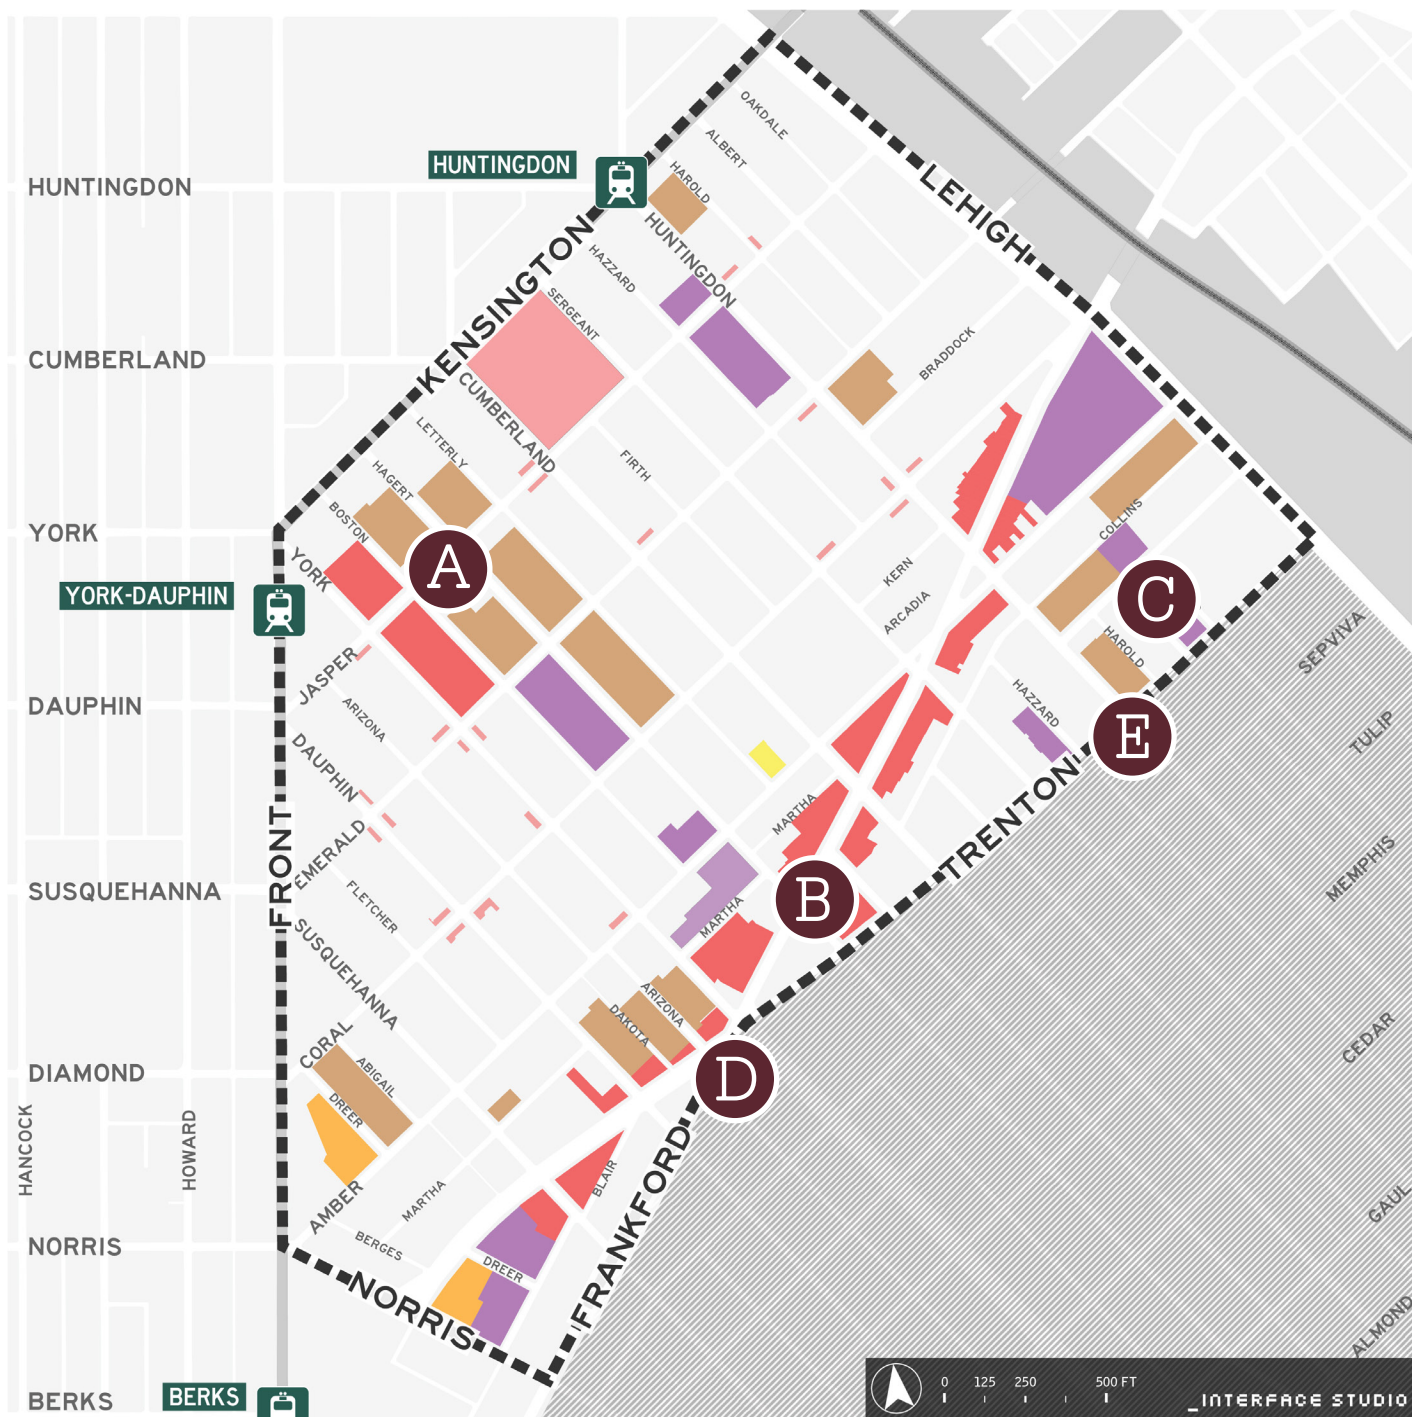 OAKDALE
ALBERT
HUNTINGDON
HAROLD
LEHIGH
HUNTINGDON
HUNTINGDON
KENSINGTON
HAZZARD
SERGEANT
CUMBERLAND
CUMBERLAND
BRADDOCK
LETTERLY
HAGERT
FIRTH
BOSTON
YORK
YORK
COLLINS
A
KERN
ARCADIA
C
YORK-DAUPHIN
HAROLD
SEPVIVA
JASPER
ARIZONA
HAZZARD
DAUPHIN
DAUPHIN
E
TULIP
TRENTON
MARTHA
FRONT
EMERALD
SUSQUEHANNA
FLETCHER
B
MEMPHIS
MARTHA
SUSQUEHANNA
ARIZONA
DAKOTA
CORAL
ABIGAIL
DIAMOND
D
CEDAR
DREER
HANCOCK
HOWARD
AMBER
MARTHA
BLAIR
GAUL
NORRIS
BERGES
DREER
FRANKFORD
NORRIS
ALMOND
BERKS
BERKS
0 125 250 500 FT
_INTERFACE STUDIO